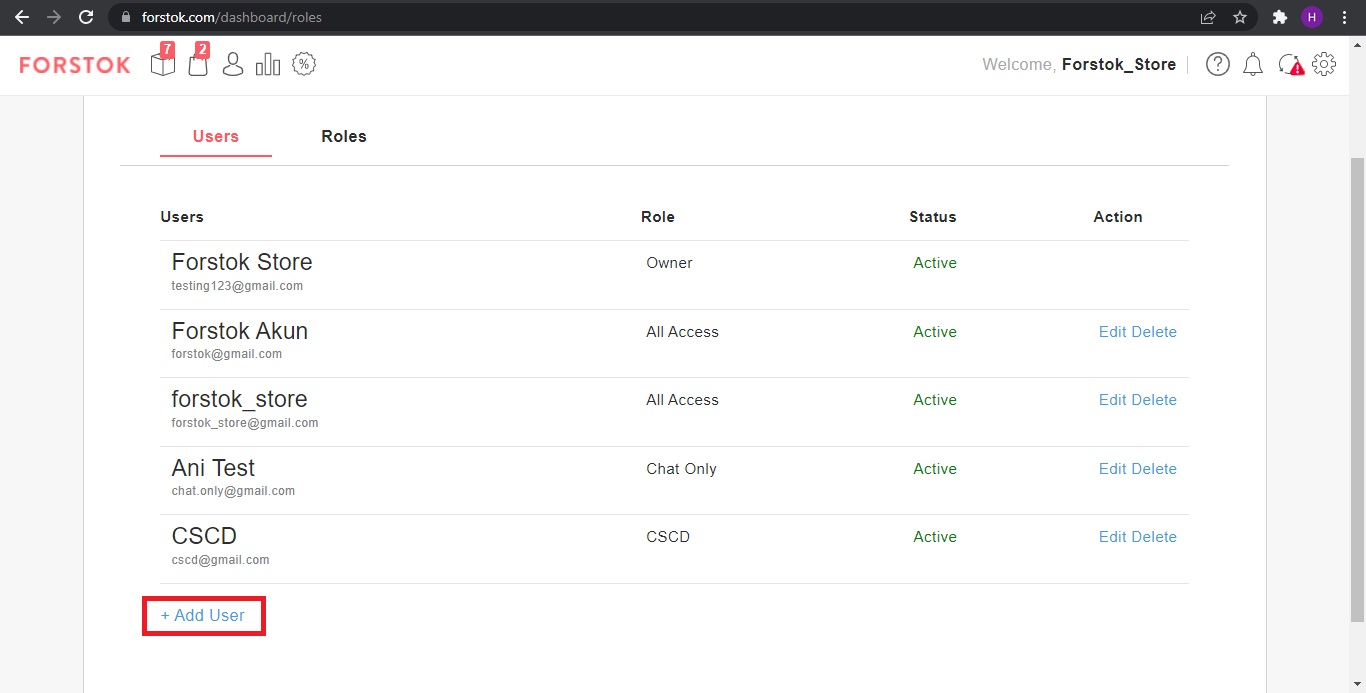 forstok.com/dashboard/roles
H
FORSTOK
7
2
%
Welcome, Forstok_Store
?
Users Roles
Users Role Status Action
Forstok Store Owner Active
testing123@gmail.com
Forstok Akun All Access Active Edit Delete
forstok@gmail.com
forstok_store All Access Active Edit Delete
forstok_store@gmail.com
Ani Test Chat Only Active Edit Delete
chat.only@gmail.com
CSCD CSCD Active Edit Delete
cscd@gmail.com
+ Add User